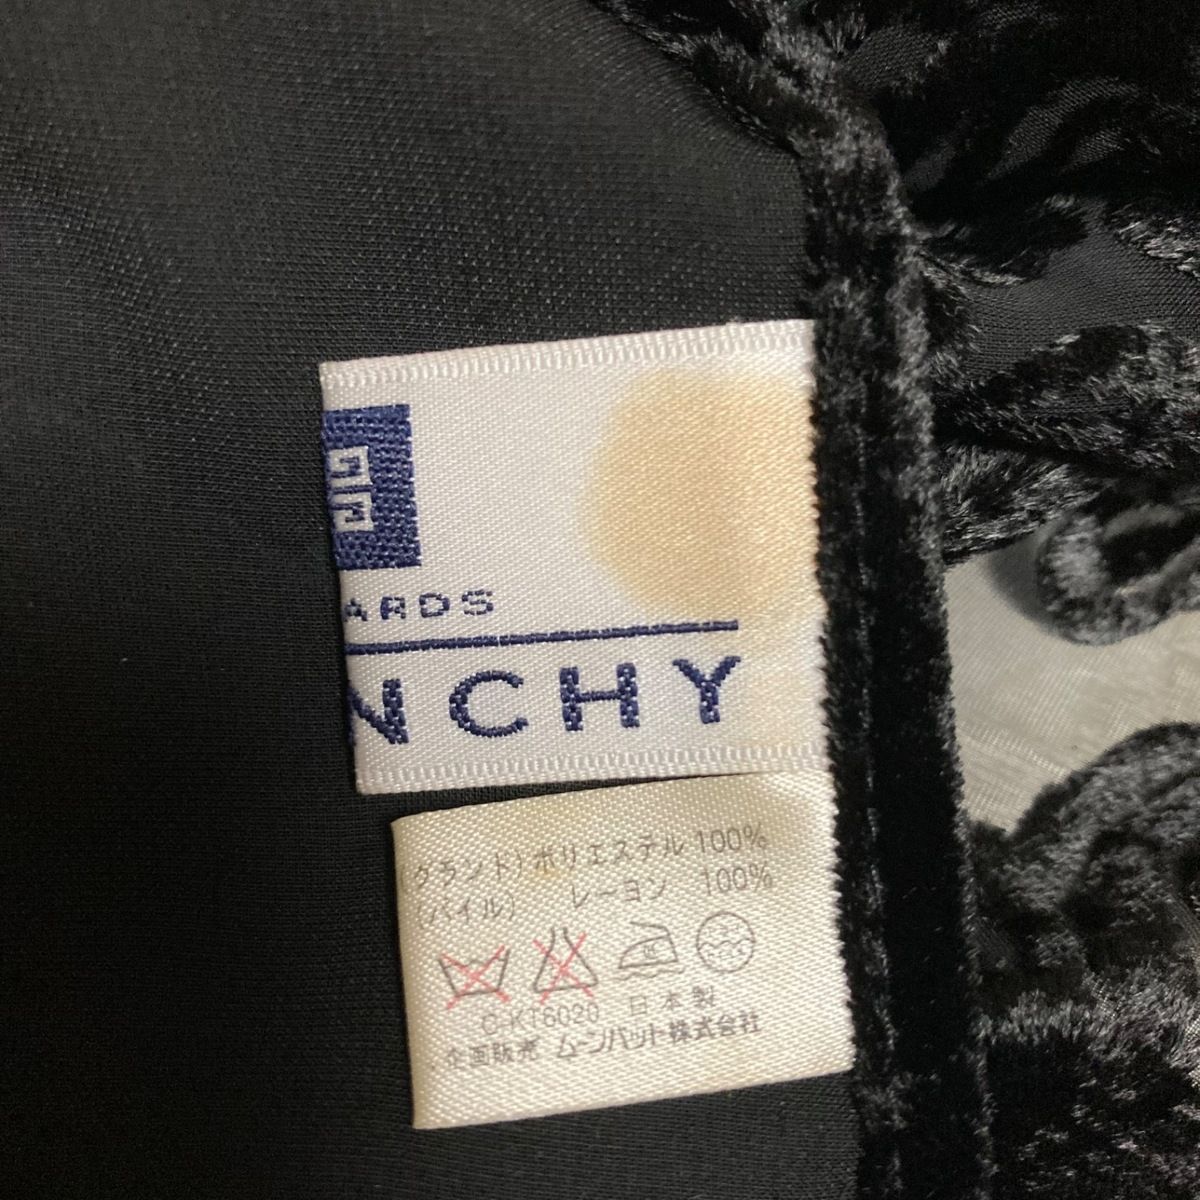 ARDS
NCHY
(グランド) ポリエステル 100%
(パイル) レーヨン 100%
C-KT6020 日本製
企画販売 ムーンバット株式会社